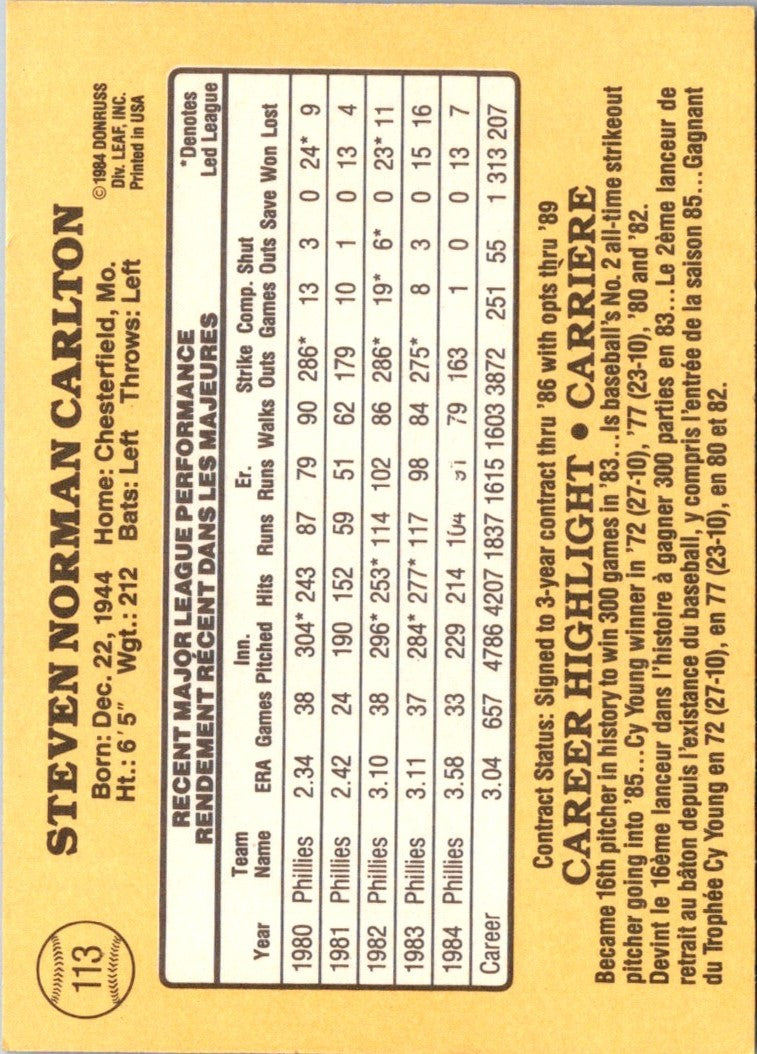 113
STEVEN NORMAN CARLTON
Born: Dec. 22, 1944 Home: Chesterfield, Mo.
Ht.: 6'5" Wgt.: 212 Bats: Left Throws: Left
© 1984 DONRUSS
Div. LEAF, INC.
Printed in USA
RECENT MAJOR LEAGUE PERFORMANCE
RENDEMENT RÉCENT DANS LES MAJEURES
*Denotes
Led League
Team Inn. Er. Strike Comp. Shut
Year Name ERA Games Pitched Hits Runs Runs Walks Outs Games Outs Save Won Lost
1980 Phillies 2.34 38 304* 243 87 79 90 286* 13 3 0 24* 9
1981 Phillies 2.42 24 190 152 59 51 62 179 10 1 0 13 4
1982 Phillies 3.10 38 296* 253* 114 102 86 286* 19* 6* 0 23* 11
1983 Phillies 3.11 37 284* 277* 117 98 84 275* 8 3 0 15 16
1984 Phillies 3.58 33 229 214 104 79 163 1 0 0 13 7
Career 3.04 657 4786 4207 1837 1615 1603 3872 251 55 1 313 207
Contract Status: Signed to 3-year contract thru '86 with opts thru '89
CAREER HIGHLIGHT • CARRIERE
Became 16th pitcher in history to win 300 games in '83...Is baseball's No. 2 all-time strikeout
pitcher going into '85...Cy Young winner in '72 (27-10), '77 (23-10), '80 and '82.
Devint le 16ème lanceur dans l'histoire à gagner 300 parties en 83...Le 2ème lanceur de
retrait au bâton depuis l'existance du baseball, y compris l'entrée de la saison 85...Gagnant
du Trophée Cy Young en 72 (27-10), en 77 (23-10), en 80 et 82.